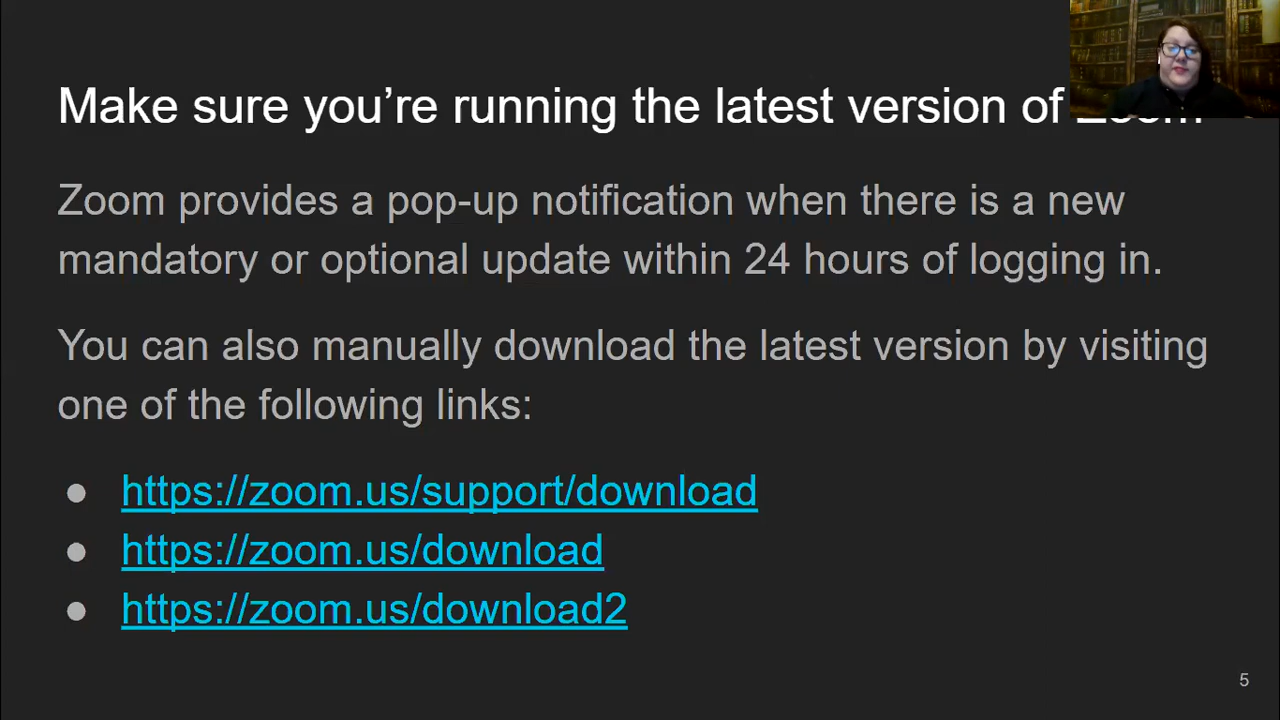 Make sure you’re running the latest version of Zoom
Zoom provides a pop-up notification when there is a new
mandatory or optional update within 24 hours of logging in.
You can also manually download the latest version by visiting
one of the following links:
● https://zoom.us/support/download
● https://zoom.us/download
● https://zoom.us/download2
5